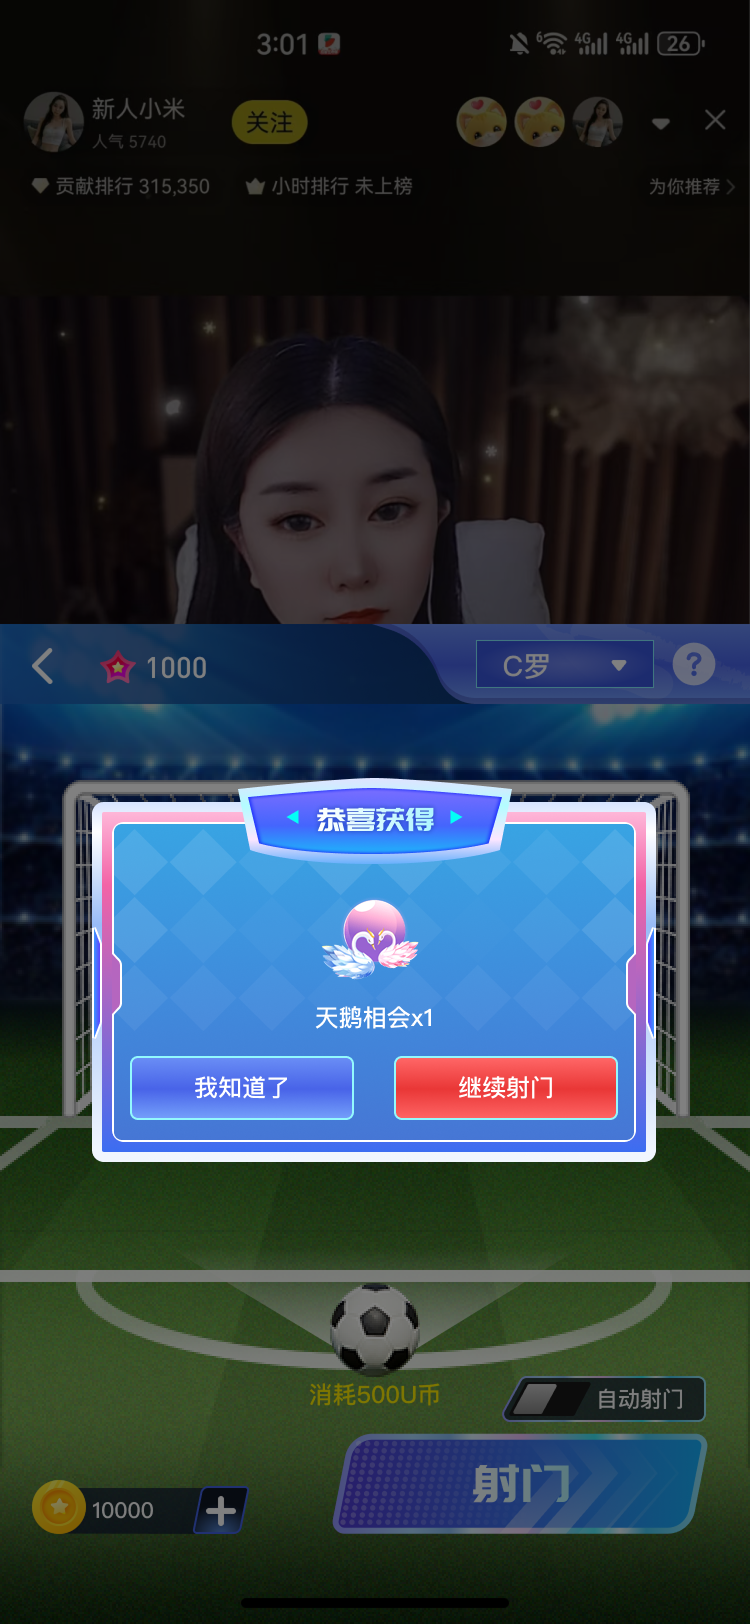 3:01
6
4G
4G
26
新人小米
人气 5740
关注
贡献排行 315,350
小时排行 未上榜
为你推荐
1000
C罗
?
恭喜获得
天鹅相会x1
我知道了
继续射门
消耗500U币
自动射门
射门
10000